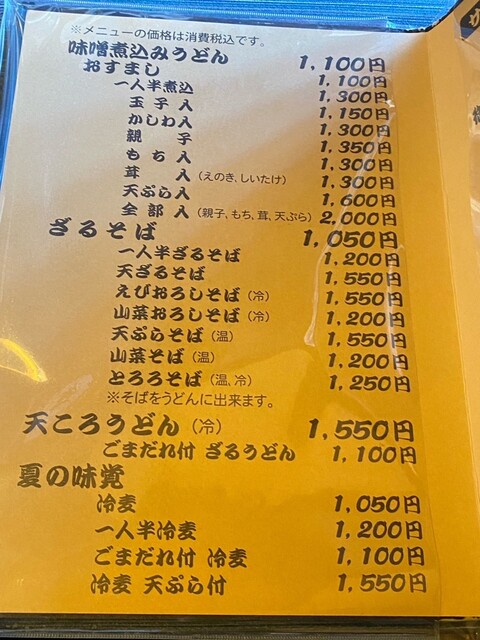 ※メニューの価格は消費税込です。
味噌煮込みうどん 1,100円
おすまし 1,100円
一人半煮込 1,300円
玉子入 1,150円
かしわ入 1,300円
親子 1,350円
もち入 1,300円
茸入(えのき、しいたけ) 1,300円
天ぷら入 1,600円
全部入(親子、もち、茸、天ぷら) 2,000円
ざるそば 1,050円
一人半ざるそば 1,200円
天ざるそば 1,550円
えびおろしそば(冷) 1,550円
山菜おろしそば(冷) 1,200円
天ぷらそば(温) 1,550円
山菜そば(温) 1,200円
とろろそば(温、冷) 1,250円
※そばをうどんに出来ます。
天ころうどん(冷) 1,550円
ごまだれ付 ざるうどん 1,100円
夏の味覚
冷麦 1,050円
一人半冷麦 1,200円
ごまだれ付 冷麦 1,100円
冷麦 天ぷら付 1,550円